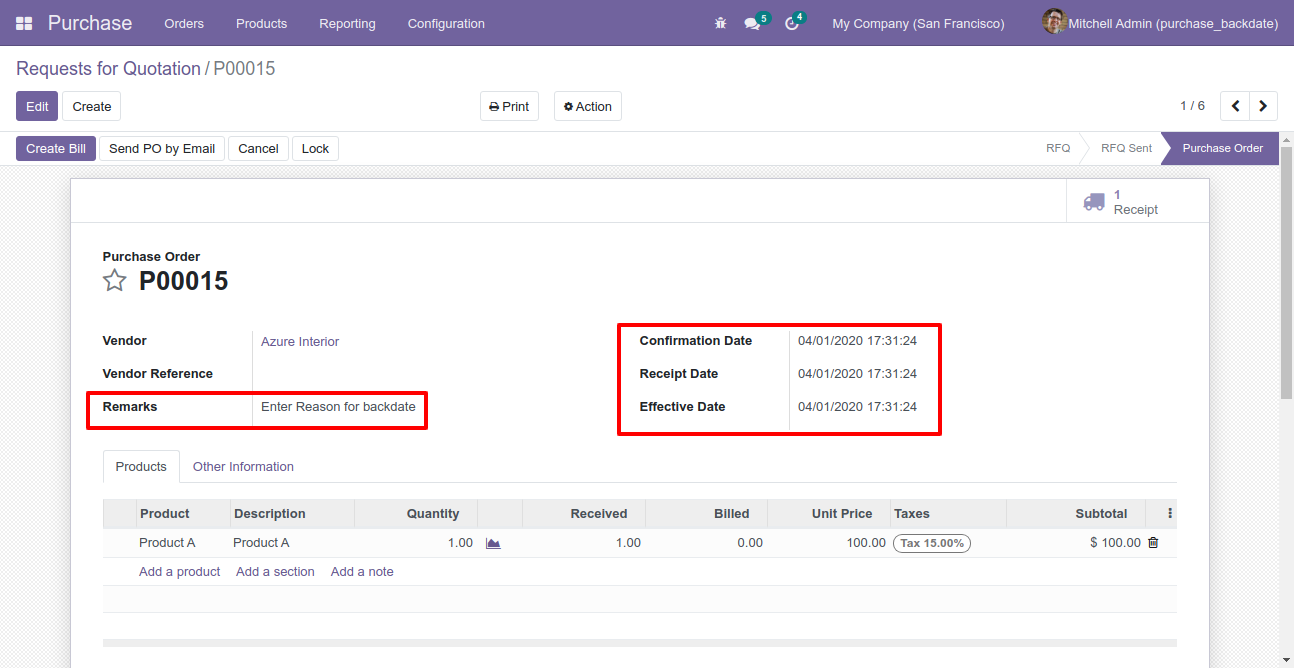 Purchase Orders Products Reporting Configuration 5 4 My Company (San Francisco) Mitchell Admin (purchase_backdate)
Requests for Quotation / P00015
Edit Create Print Action 1 / 6
Create Bill Send PO by Email Cancel Lock RFQ RFQ Sent Purchase Order
1
Receipt
Purchase Order
P00015
Vendor Azure Interior Confirmation Date 04/01/2020 17:31:24
Vendor Reference Receipt Date 04/01/2020 17:31:24
Remarks Enter Reason for backdate Effective Date 04/01/2020 17:31:24
Products Other Information
Product Description Quantity Received Billed Unit Price Taxes Subtotal
Product A Product A 1.00 1.00 0.00 100.00 Tax 15.00% $ 100.00
Add a product Add a section Add a note